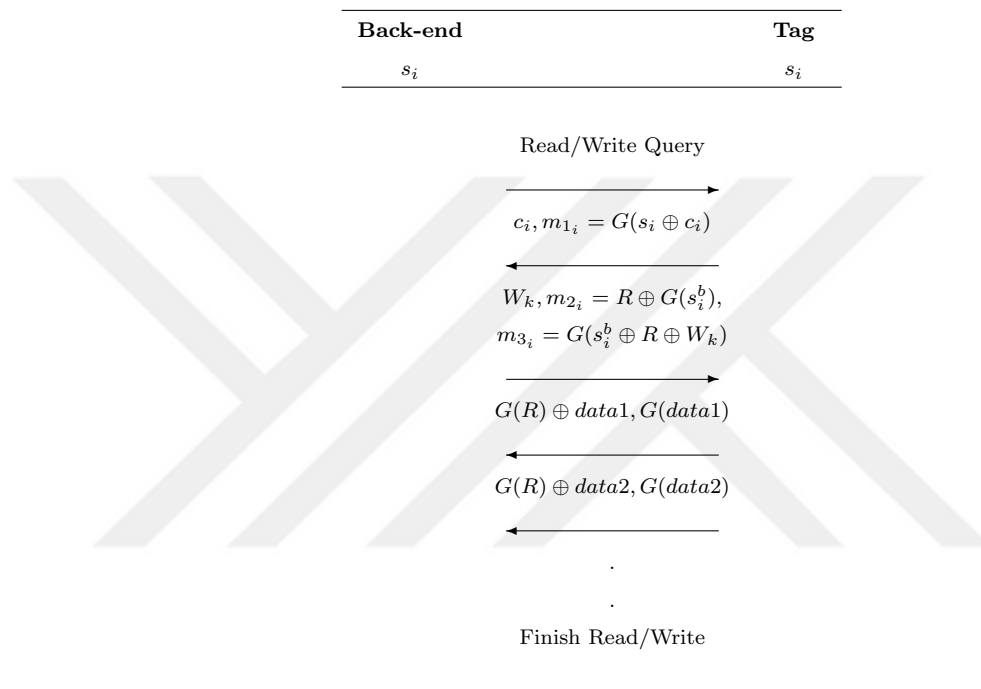 Back-end Tag
s_i s_i
Read/Write Query
c_i, m_{1_i} = G(s_i ⊕ c_i)
W_k, m_{2_i} = R ⊕ G(s_i^b),
m_{3_i} = G(s_i^b ⊕ R ⊕ W_k)
G(R) ⊕ data1, G(data1)
G(R) ⊕ data2, G(data2)
.
.
Finish Read/Write